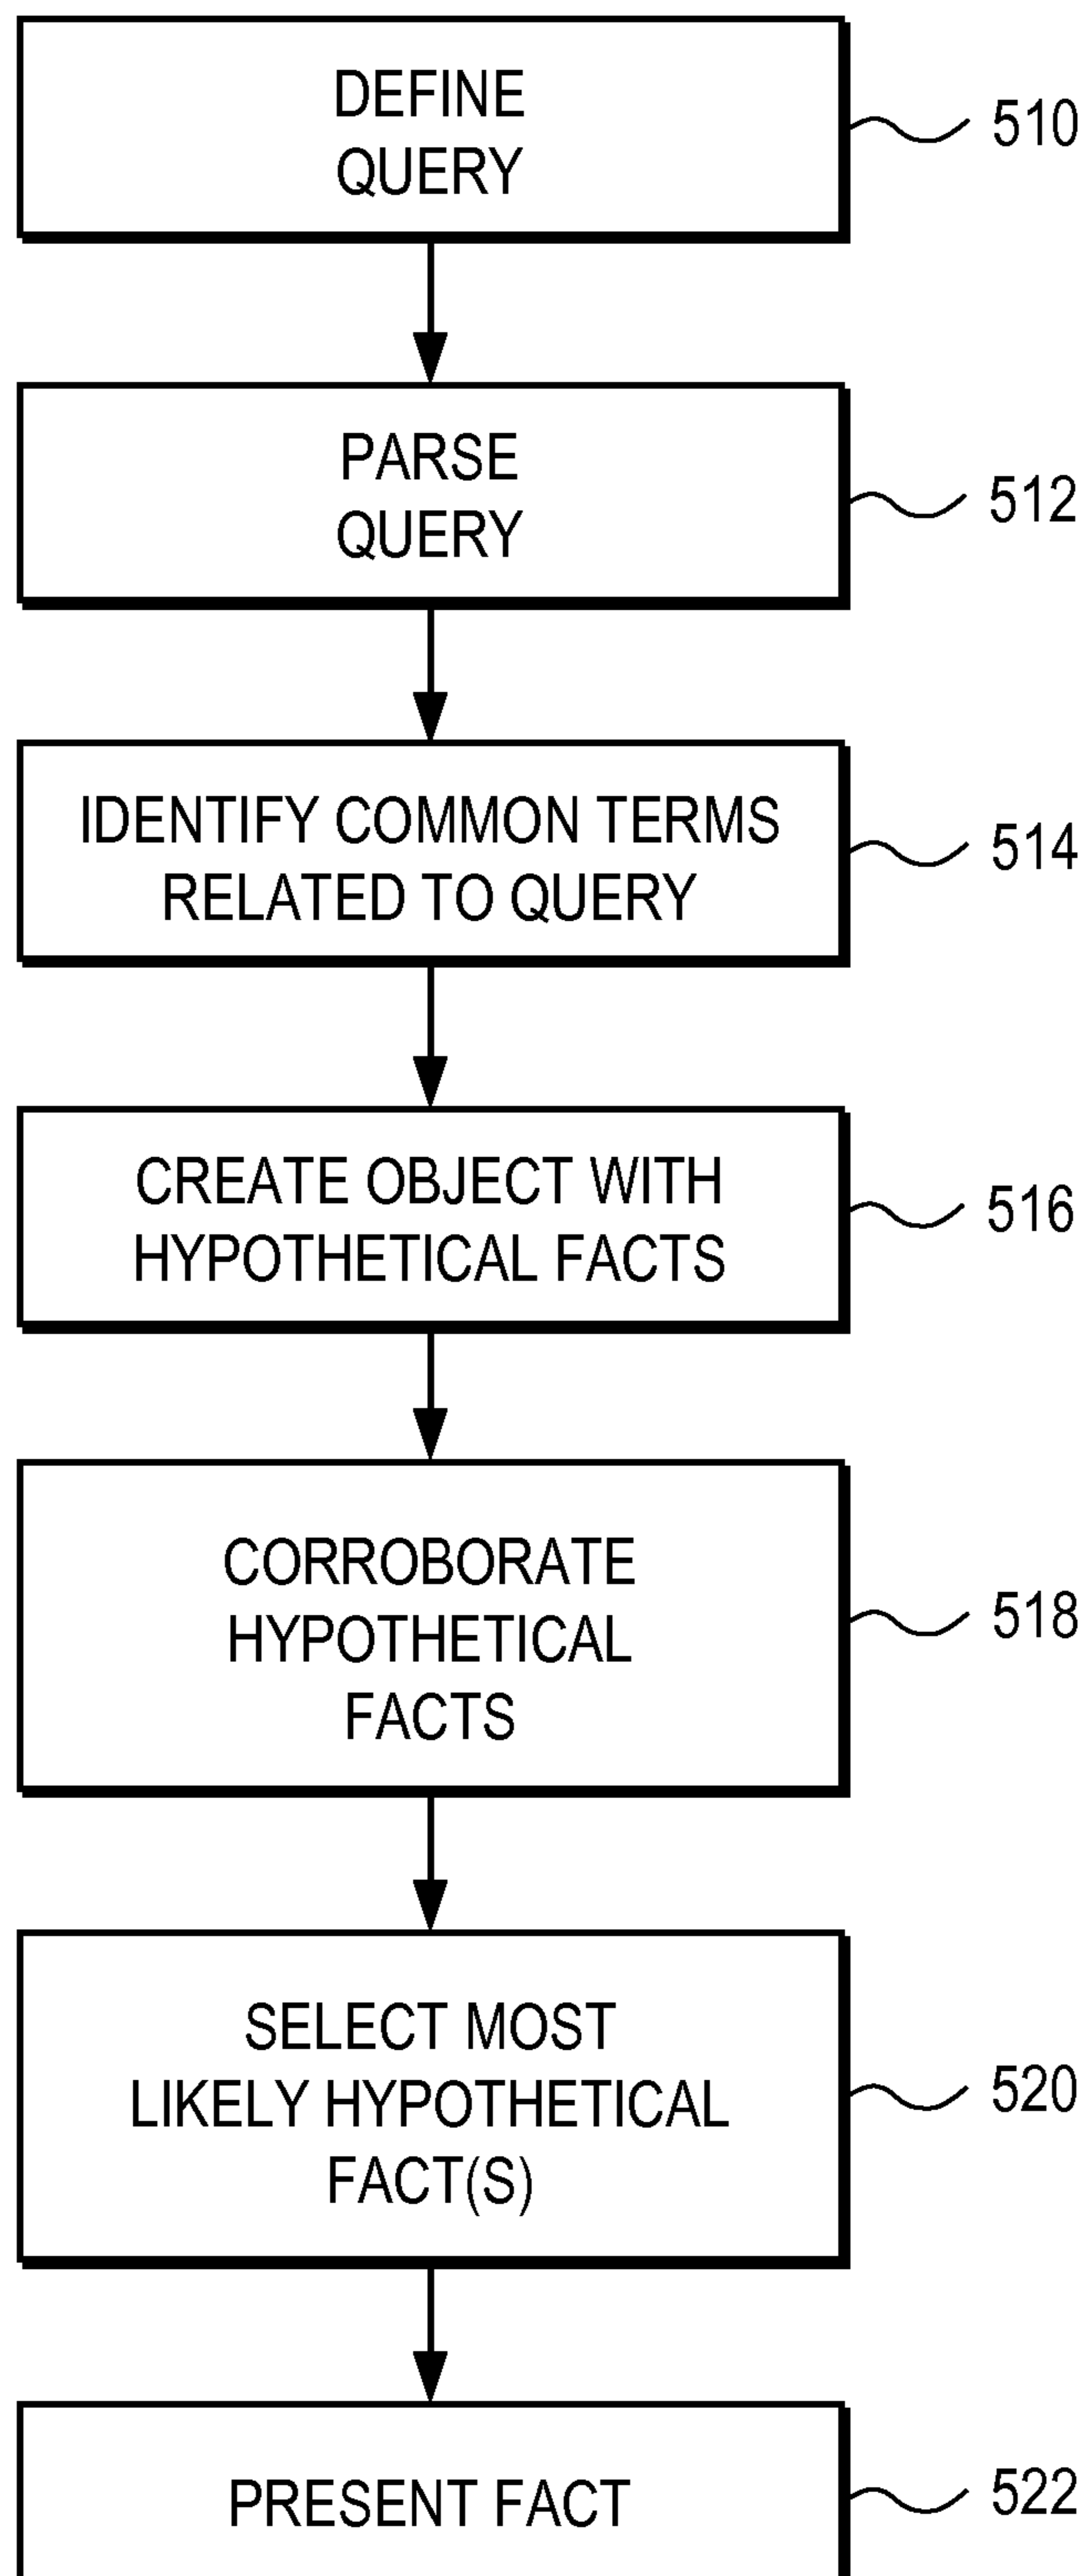 DEFINE
QUERY
510
PARSE
QUERY
512
IDENTIFY COMMON TERMS
RELATED TO QUERY
514
CREATE OBJECT WITH
HYPOTHETICAL FACTS
516
CORROBORATE
HYPOTHETICAL
FACTS
518
SELECT MOST
LIKELY HYPOTHETICAL
FACT(S)
520
PRESENT FACT
522